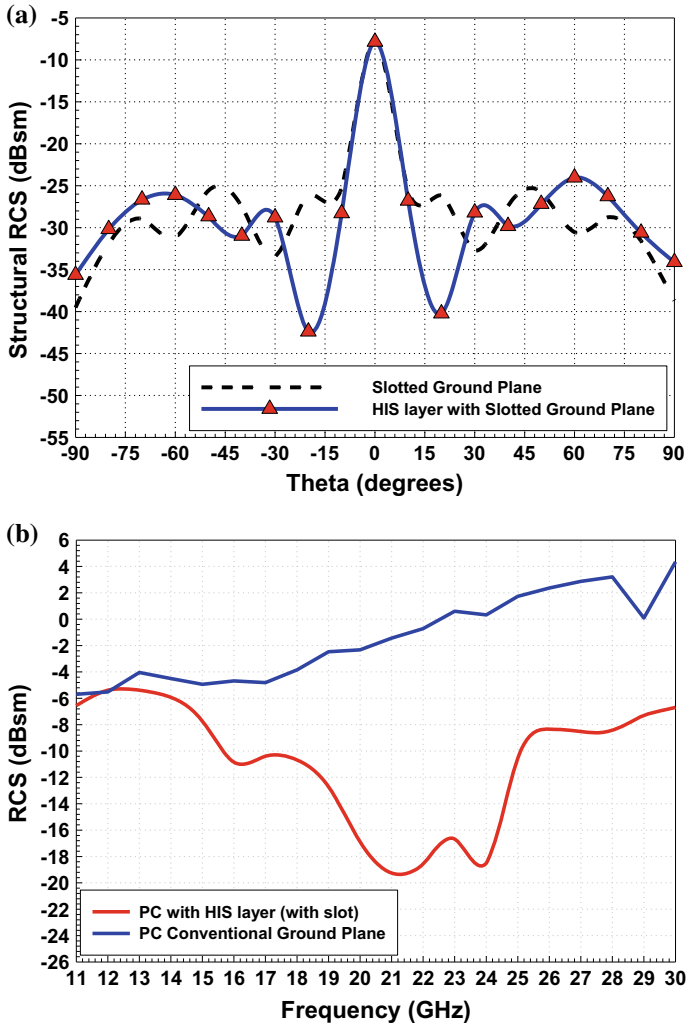 (a)
-5
-10
-15
-20
-25
-30
-35
-40
-45
-50
-55
Structural RCS (dBsm)
Slotted Ground Plane
HIS layer with Slotted Ground Plane
-90 -75 -60 -45 -30 -15 0 15 30 45 60 75 90
Theta (degrees)
(b)
6
4
2
0
-2
-4
-6
-8
-10
-12
-14
-16
-18
-20
-22
-24
-26
RCS (dBsm)
PC with HIS layer (with slot)
PC Conventional Ground Plane
11 12 13 14 15 16 17 18 19 20 21 22 23 24 25 26 27 28 29 30
Frequency (GHz)